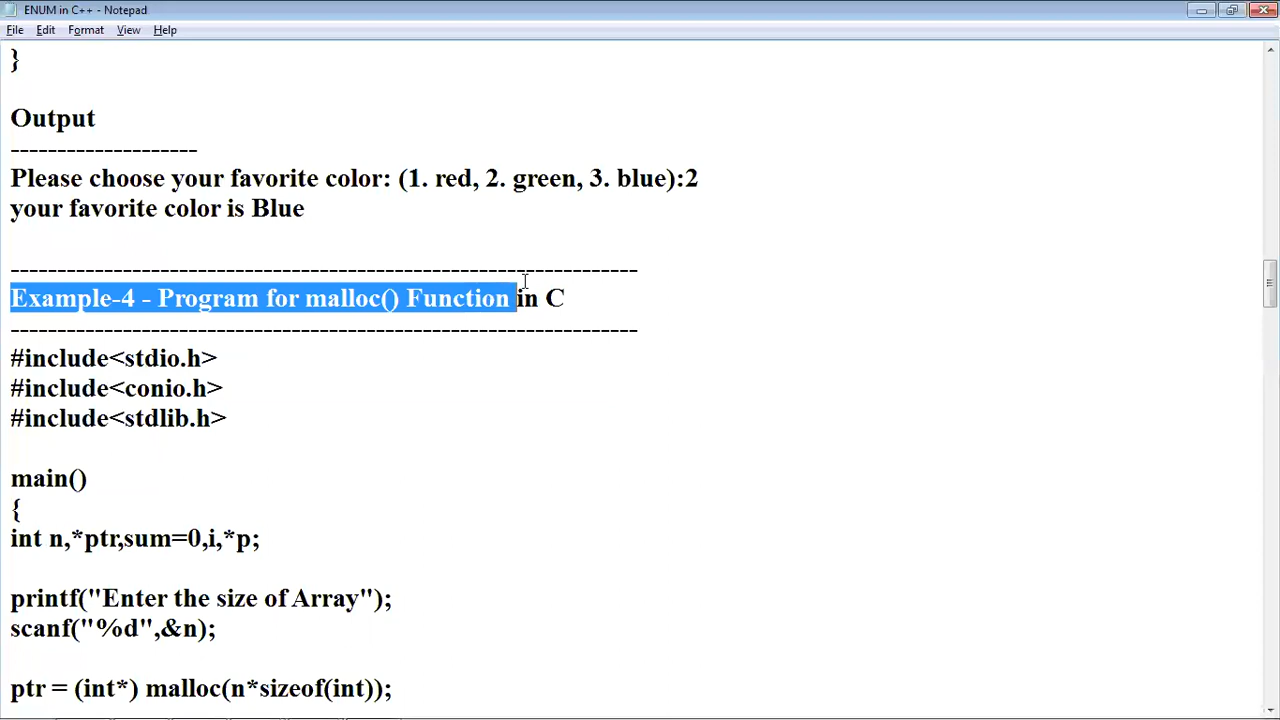 ENUM in C++ - Notepad
File Edit Format View Help
}
Output
--------------------
Please choose your favorite color: (1. red, 2. green, 3. blue):2
your favorite color is Blue
-------------------------------------------------------------------
Example-4 - Program for malloc() Function in C
-------------------------------------------------------------------
#include<stdio.h>
#include<conio.h>
#include<stdlib.h>
main()
{
int n,*ptr,sum=0,i,*p;
printf("Enter the size of Array");
scanf("%d",&n);
ptr = (int*) malloc(n*sizeof(int));